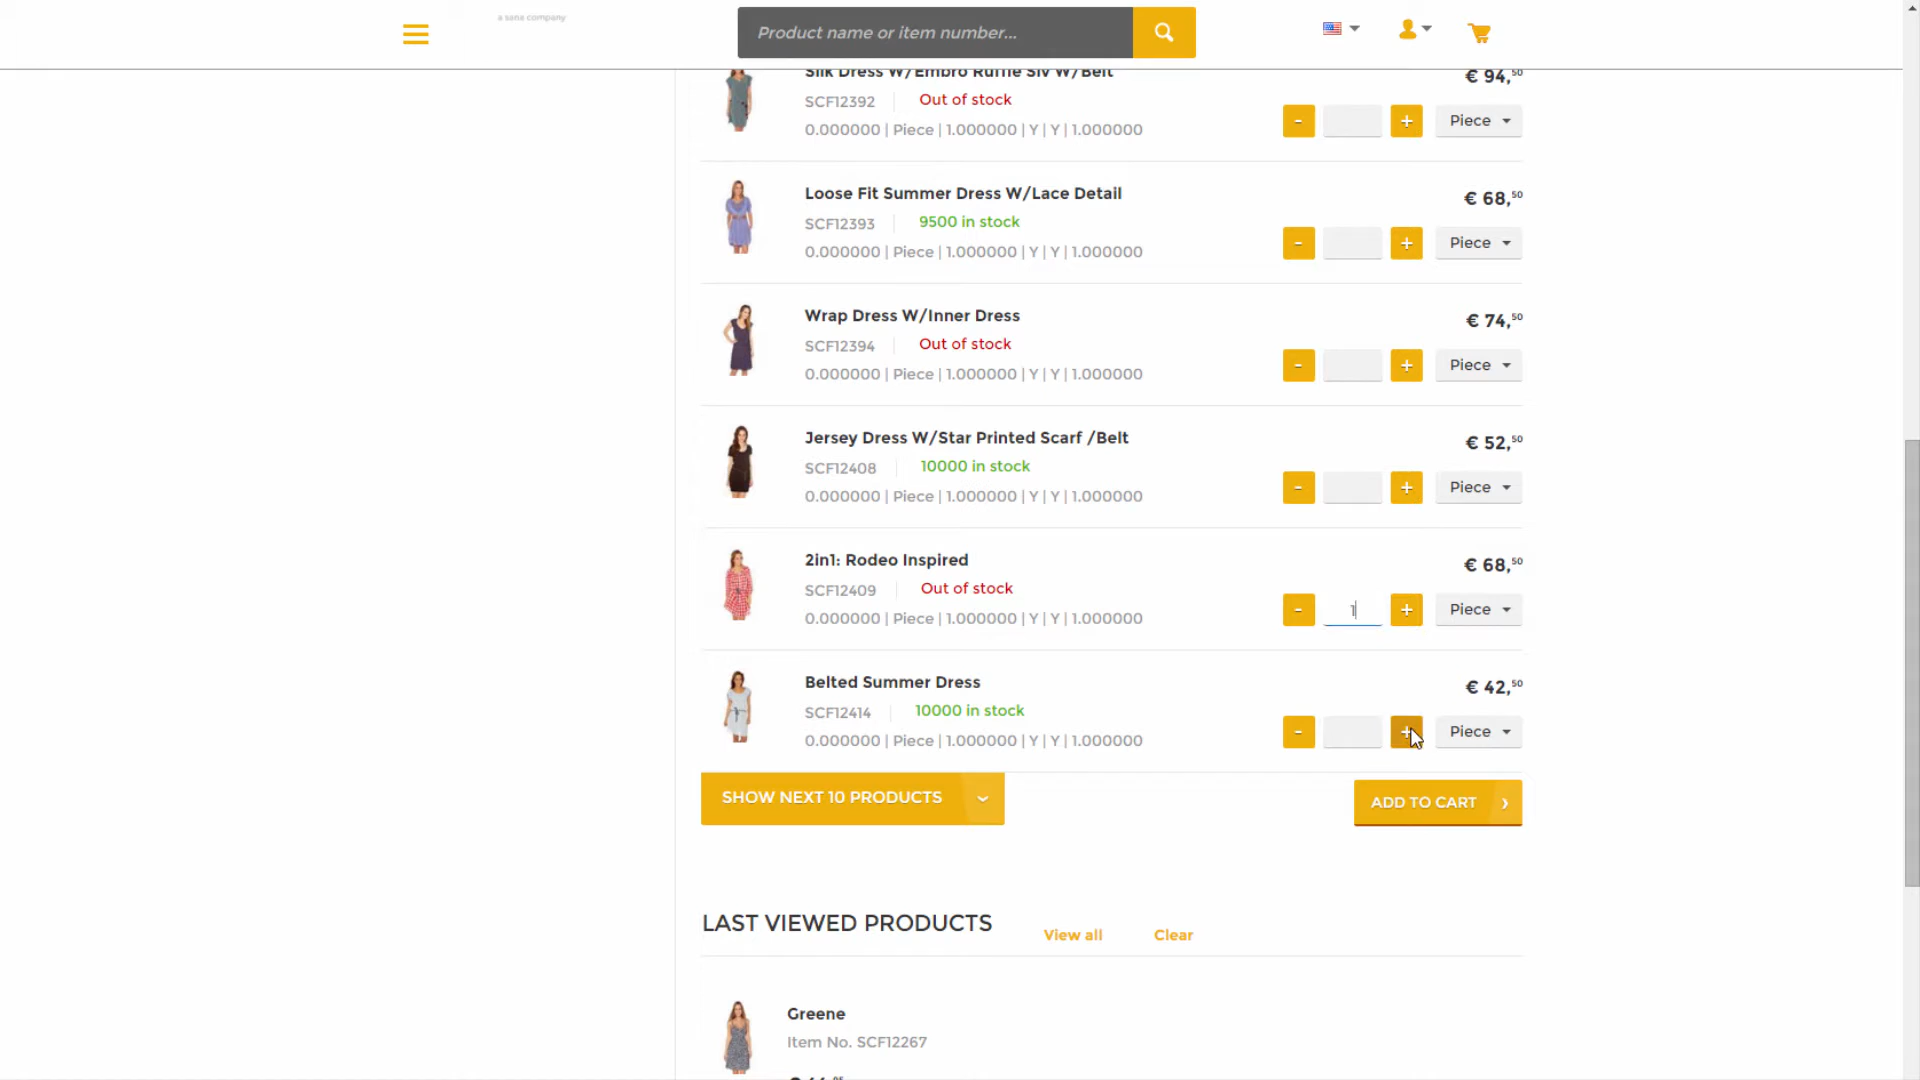 a sana company
Product name or item number...
Silk Dress W/Embro Ruffle Slv W/Belt
€ 94,50
SCF12392
Out of stock
0.000000 | Piece | 1.000000 | Y | Y | 1.000000
-
+
Piece
Loose Fit Summer Dress W/Lace Detail
€ 68,50
SCF12393
9500 in stock
0.000000 | Piece | 1.000000 | Y | Y | 1.000000
-
+
Piece
Wrap Dress W/Inner Dress
€ 74,50
SCF12394
Out of stock
0.000000 | Piece | 1.000000 | Y | Y | 1.000000
-
+
Piece
Jersey Dress W/Star Printed Scarf /Belt
€ 52,50
SCF12408
10000 in stock
0.000000 | Piece | 1.000000 | Y | Y | 1.000000
-
+
Piece
2in1: Rodeo Inspired
€ 68,50
SCF12409
Out of stock
0.000000 | Piece | 1.000000 | Y | Y | 1.000000
-
1
+
Piece
Belted Summer Dress
€ 42,50
SCF12414
10000 in stock
0.000000 | Piece | 1.000000 | Y | Y | 1.000000
-
+
Piece
SHOW NEXT 10 PRODUCTS
ADD TO CART
LAST VIEWED PRODUCTS
View all
Clear
Greene
Item No. SCF12267